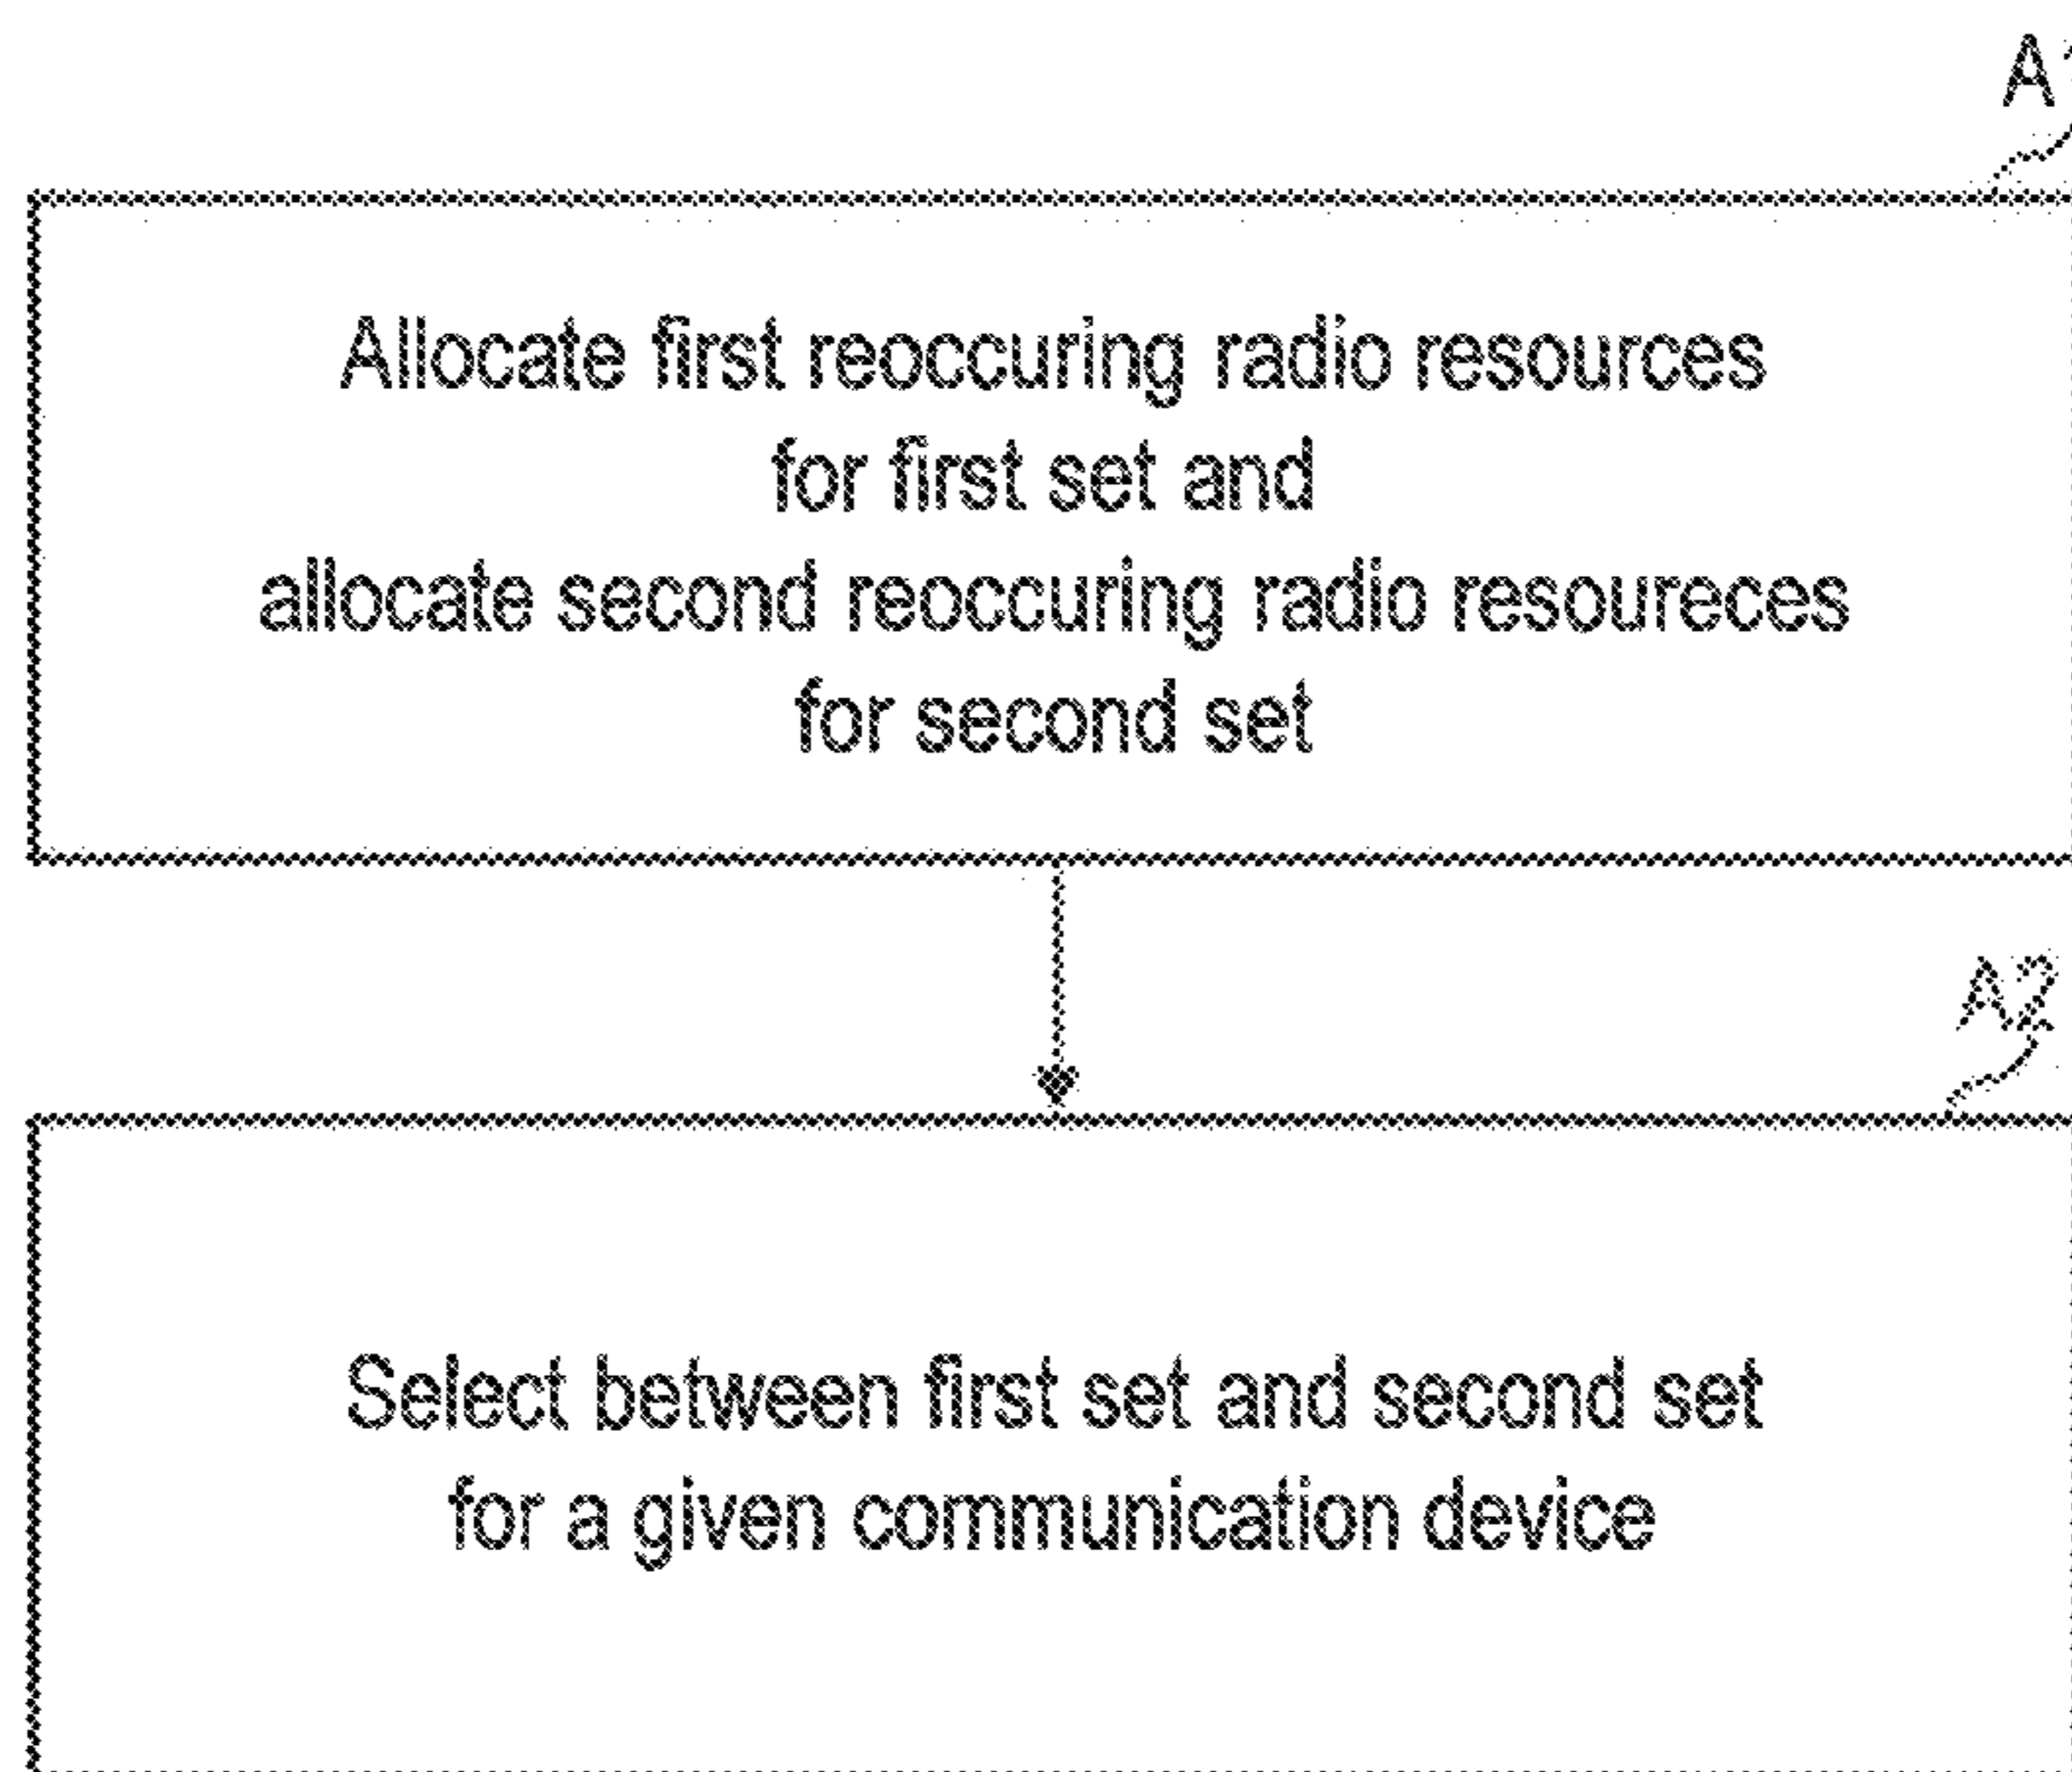 Allocate first reoccuring radio resources
for first set and
allocate second reoccuring radio resoureces
for second set
A2
Select between first set and second set
for a given communication device